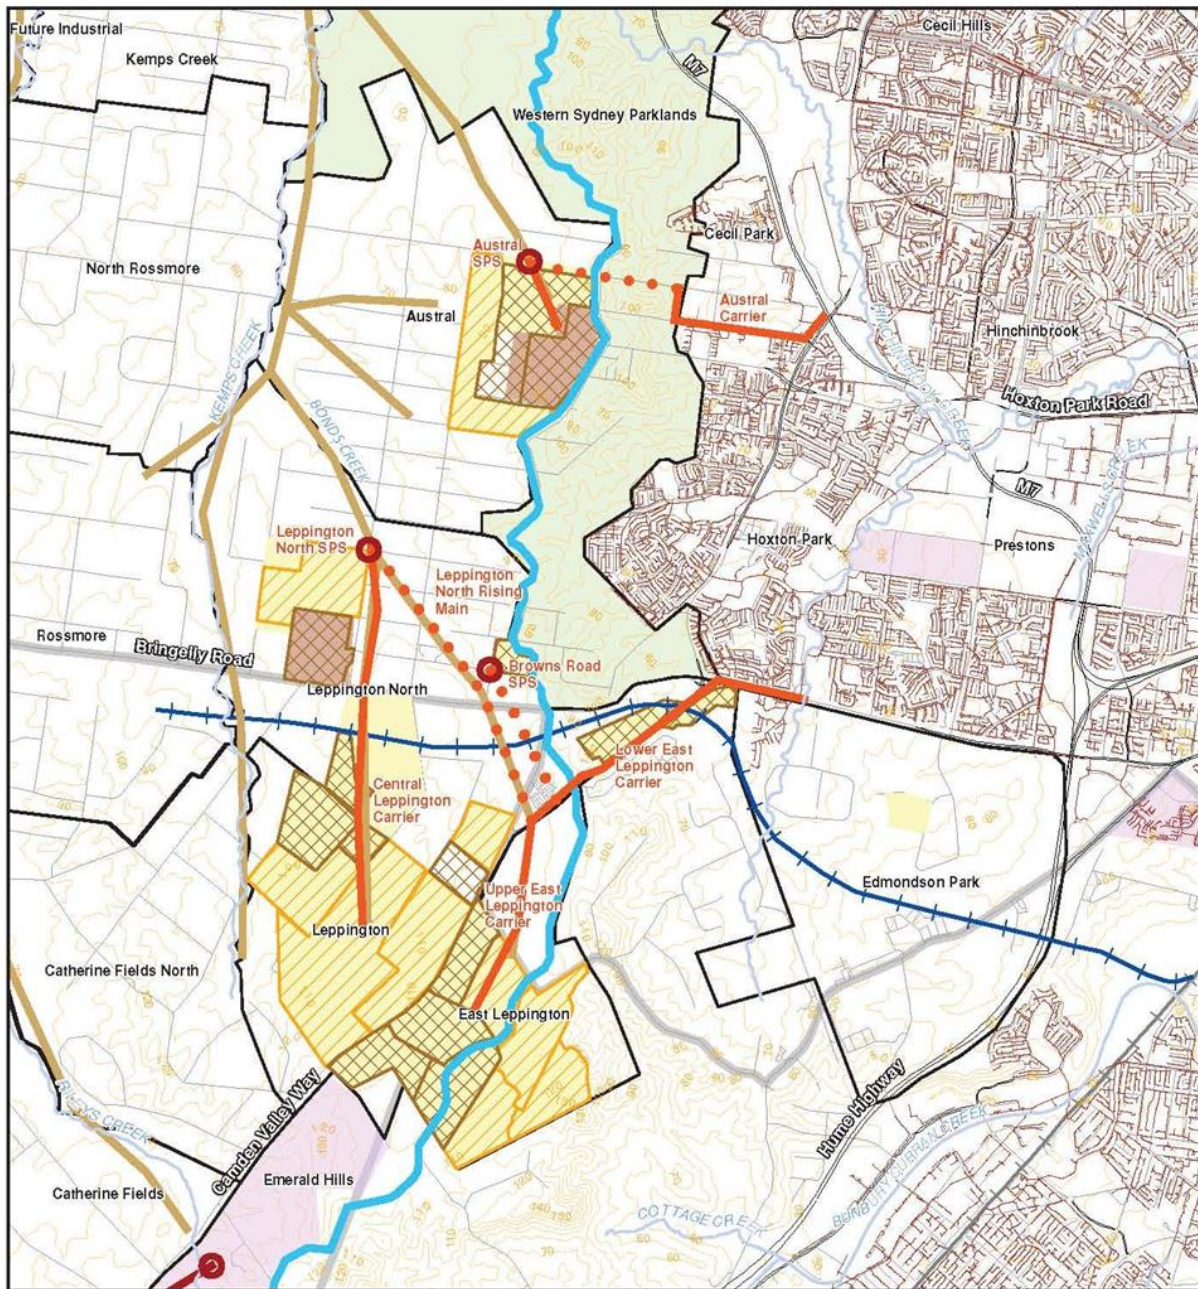 Future Industrial
Cecil Hills
Kemps Creek
M7
Western Sydney Parklands
Cecil Park
Austral
SPS
North Rossmore
Austral
Austral
Carrier
Hinchinbrook
HINCHINBROOK CREEK
KEMPS CREEK
BONDS CREEK
Hoxton Park Road
M7
MAXWELLS CREEK
Leppington
North SPS
Hoxton Park
Prestons
Leppington
North Rising
Main
Rossmore
Bringelly Road
Browns Road
SPS
Leppington North
Lower East
Leppington
Carrier
Central
Leppington
Carrier
Edmondson Park
Upper East
Leppington
Carrier
Leppington
Catherine Fields North
East Leppington
RILEYS CREEK
Camden Valley Way
Hume Highway
BUNBURY CURRAN CREEK
Emerald Hills
Catherine Fields
COTTAGE CREEK